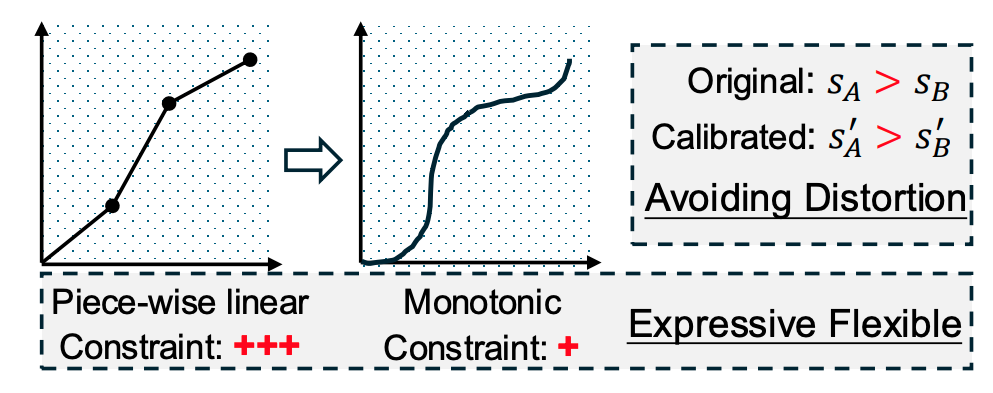 Original: s_A > s_B
Calibrated: s'_A > s'_B
Avoiding Distortion
Piece-wise linear
Constraint: +++
Monotonic
Constraint: +
Expressive Flexible